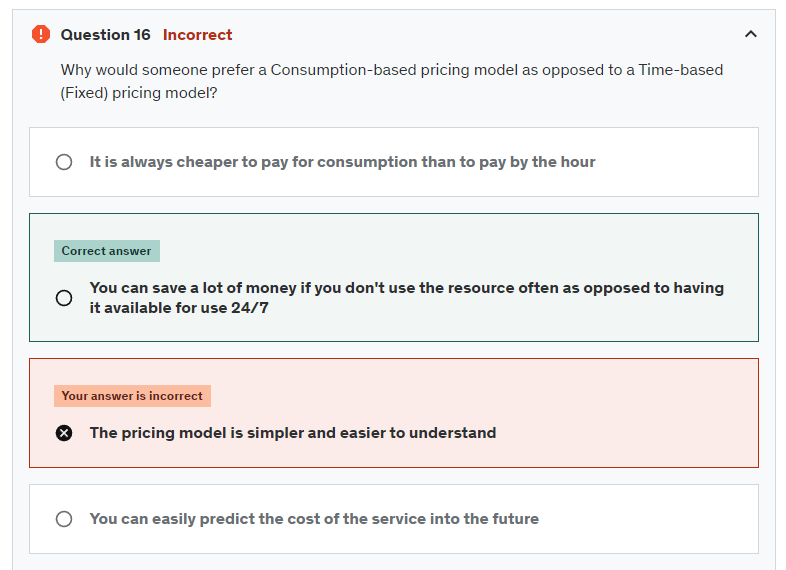 Question 16 Incorrect
Why would someone prefer a Consumption-based pricing model as opposed to a Time-based
(Fixed) pricing model?
It is always cheaper to pay for consumption than to pay by the hour
Correct answer
You can save a lot of money if you don't use the resource often as opposed to having
it available for use 24/7
Your answer is incorrect
The pricing model is simpler and easier to understand
You can easily predict the cost of the service into the future